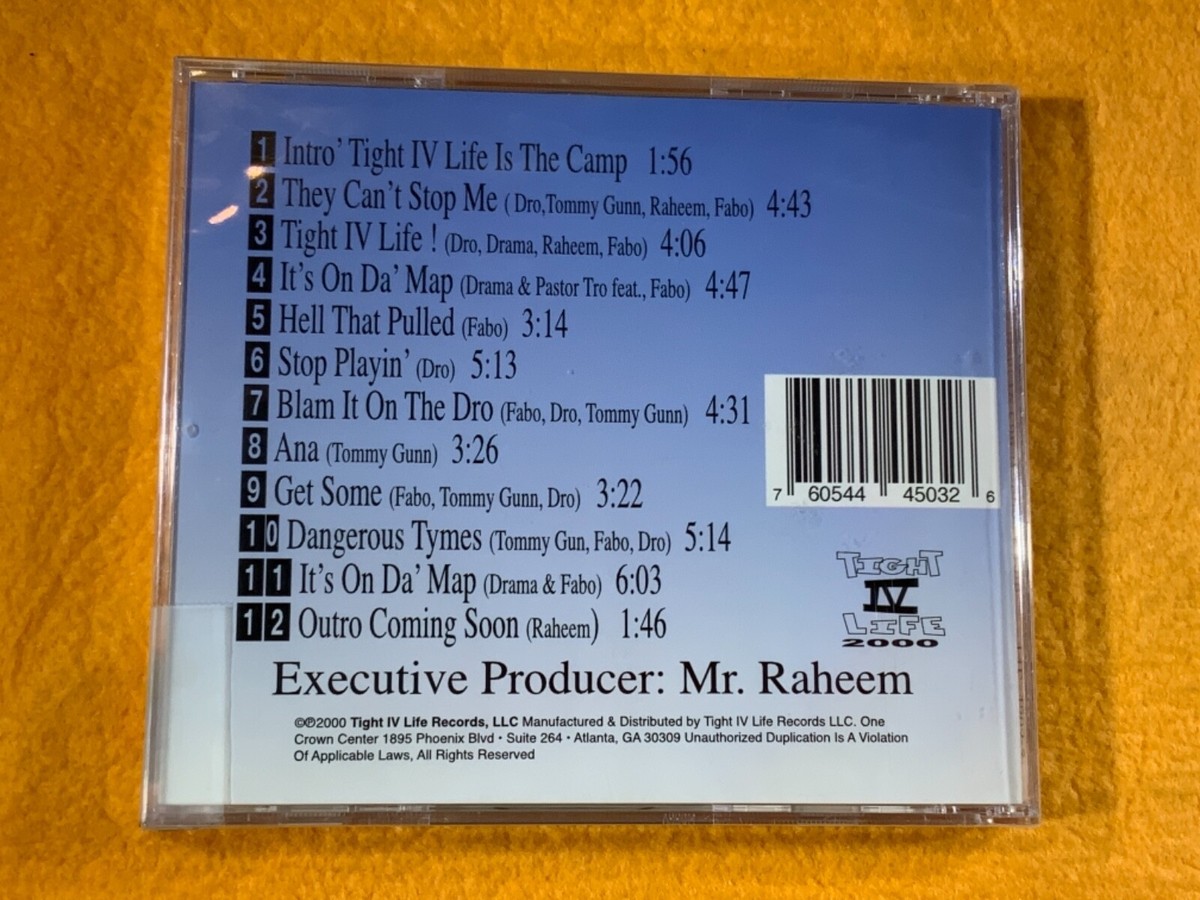 1 Intro' Tight IV Life Is The Camp 1:56
2 They Can't Stop Me ( Dro,Tommy Gunn, Raheem, Fabo) 4:43
3 Tight IV Life ! (Dro, Drama, Raheem, Fabo) 4:06
4 It's On Da' Map (Drama & Pastor Tro feat., Fabo) 4:47
5 Hell That Pulled (Fabo) 3:14
6 Stop Playin' (Dro) 5:13
7 Blam It On The Dro (Fabo, Dro, Tommy Gunn) 4:31
8 Ana (Tommy Gunn) 3:26
9 Get Some (Fabo, Tommy Gunn, Dro) 3:22
10 Dangerous Tymes (Tommy Gun, Fabo, Dro) 5:14
11 It's On Da' Map (Drama & Fabo) 6:03
12 Outro Coming Soon (Raheem) 1:46
7 60544 45032 6
TIGHT
IV
LIFE
2000
Executive Producer: Mr. Raheem
©℗2000 Tight IV Life Records, LLC Manufactured & Distributed by Tight IV Life Records LLC. One
Crown Center 1895 Phoenix Blvd • Suite 264 • Atlanta, GA 30309 Unauthorized Duplication Is A Violation
Of Applicable Laws, All Rights Reserved